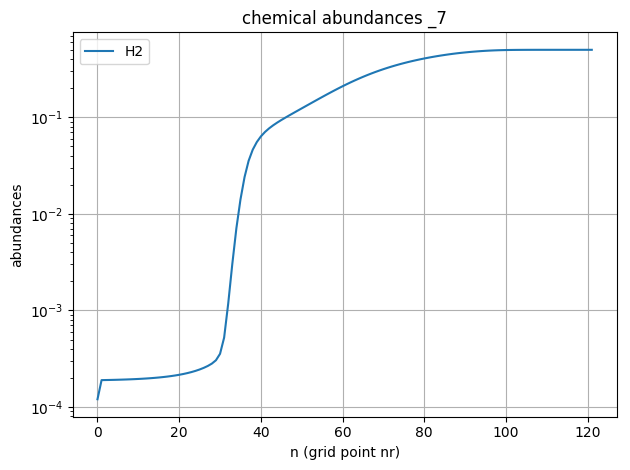 chemical abundances _7
H2
abundances
10⁻¹
10⁻²
10⁻³
10⁻⁴
0 20 40 60 80 100 120
n (grid point nr)